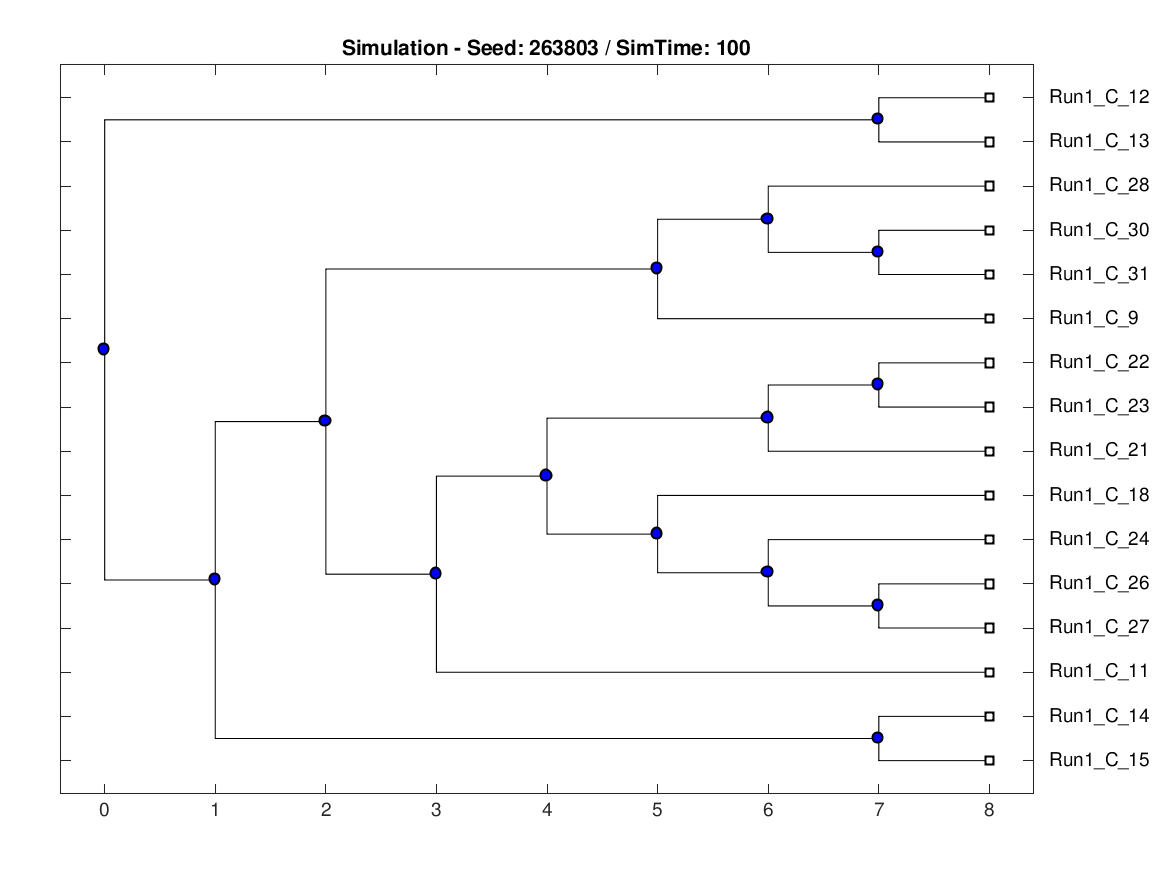 Simulation - Seed: 263803 / SimTime: 100
Run1_C_12
Run1_C_13
Run1_C_28
Run1_C_30
Run1_C_31
Run1_C_9
Run1_C_22
Run1_C_23
Run1_C_21
Run1_C_18
Run1_C_24
Run1_C_26
Run1_C_27
Run1_C_11
Run1_C_14
Run1_C_15
0 1 2 3 4 5 6 7 8